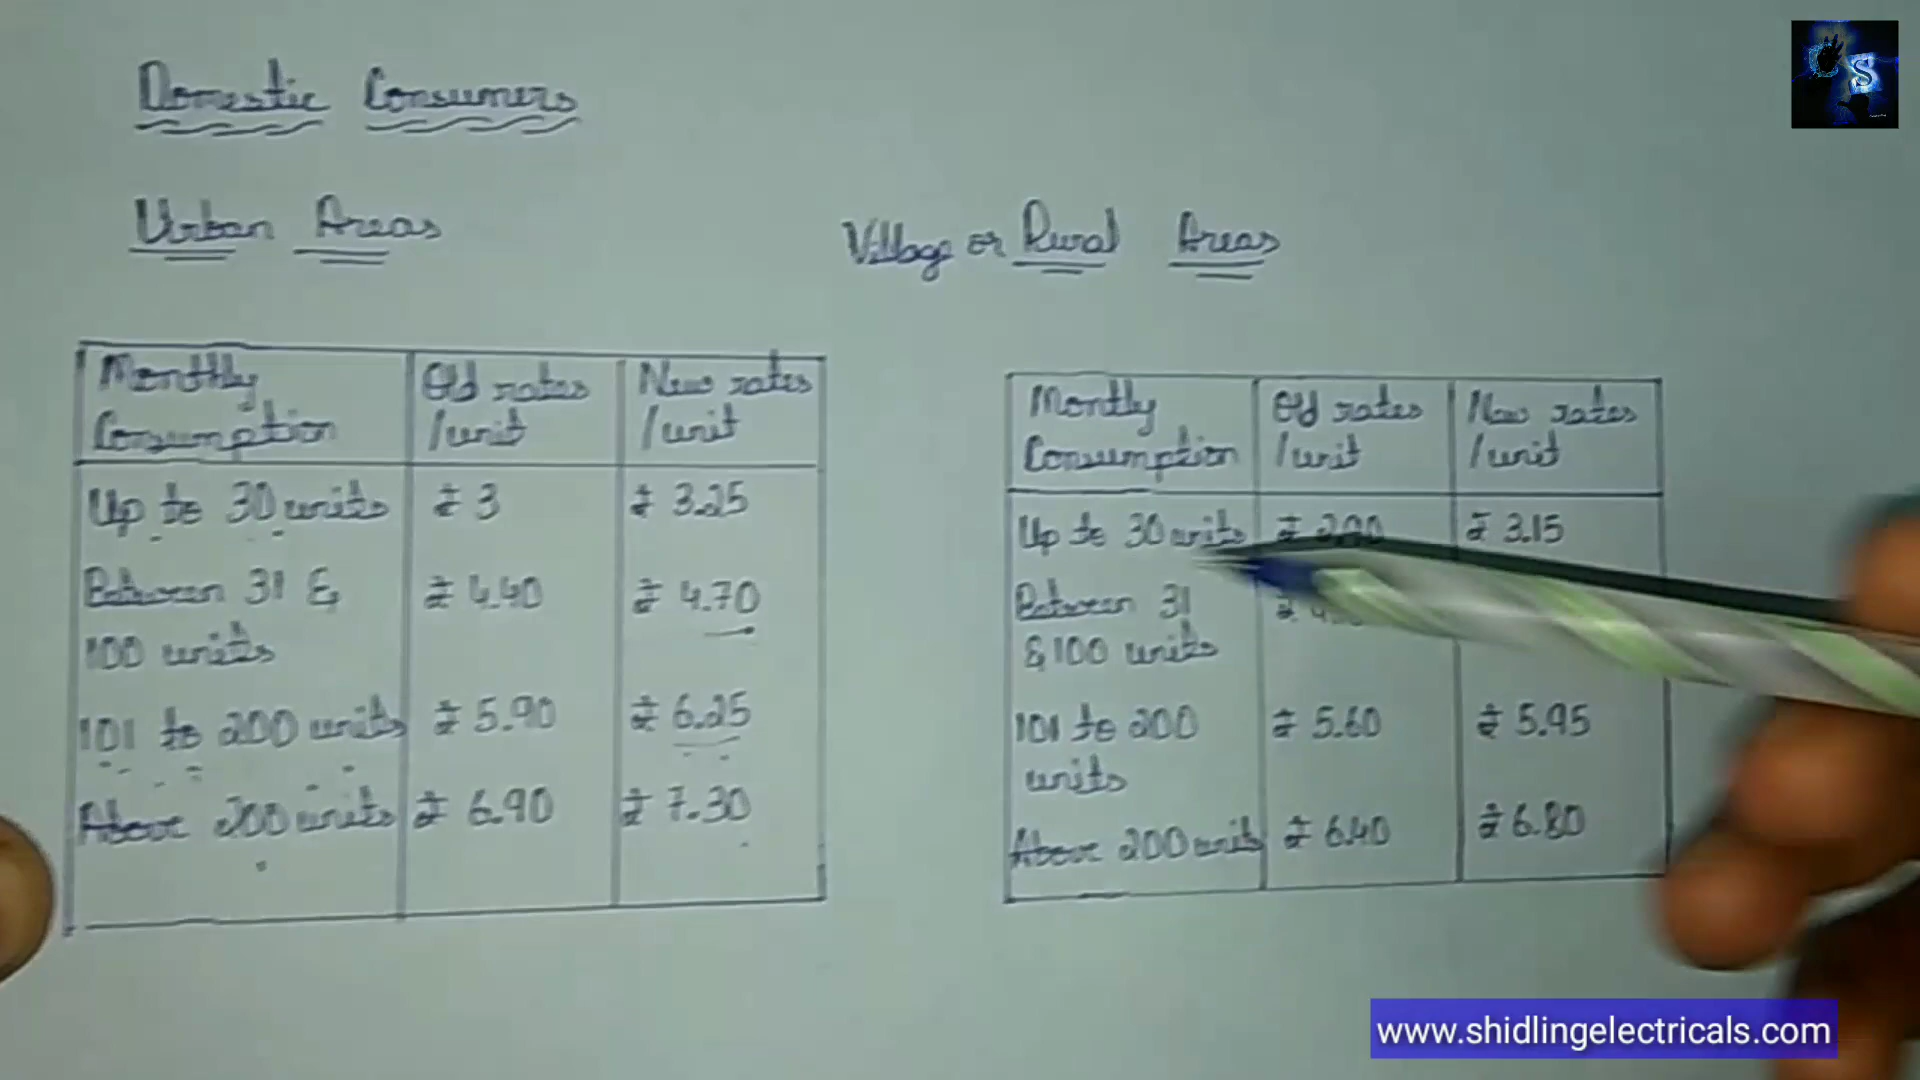 Domestic Consumers
Urban Areas
Village or Rural Areas
Monthly Consumption
Old rates /unit
New rates /unit
Up to 30 units ₹ 3 ₹ 3.25
Between 31 & 100 units ₹ 4.40 ₹ 4.70
101 to 200 units ₹ 5.90 ₹ 6.25
Above 200 units ₹ 6.90 ₹ 7.30
Montly Consumption
Old rates /unit
New rates /unit
Up to 30 units ₹ ₹ 3.15
Between 31 & 100 units
101 to 200 units ₹ 5.60 ₹ 5.95
Above 200 units ₹ 6.40 ₹ 6.80
www.shidlingelectricals.com